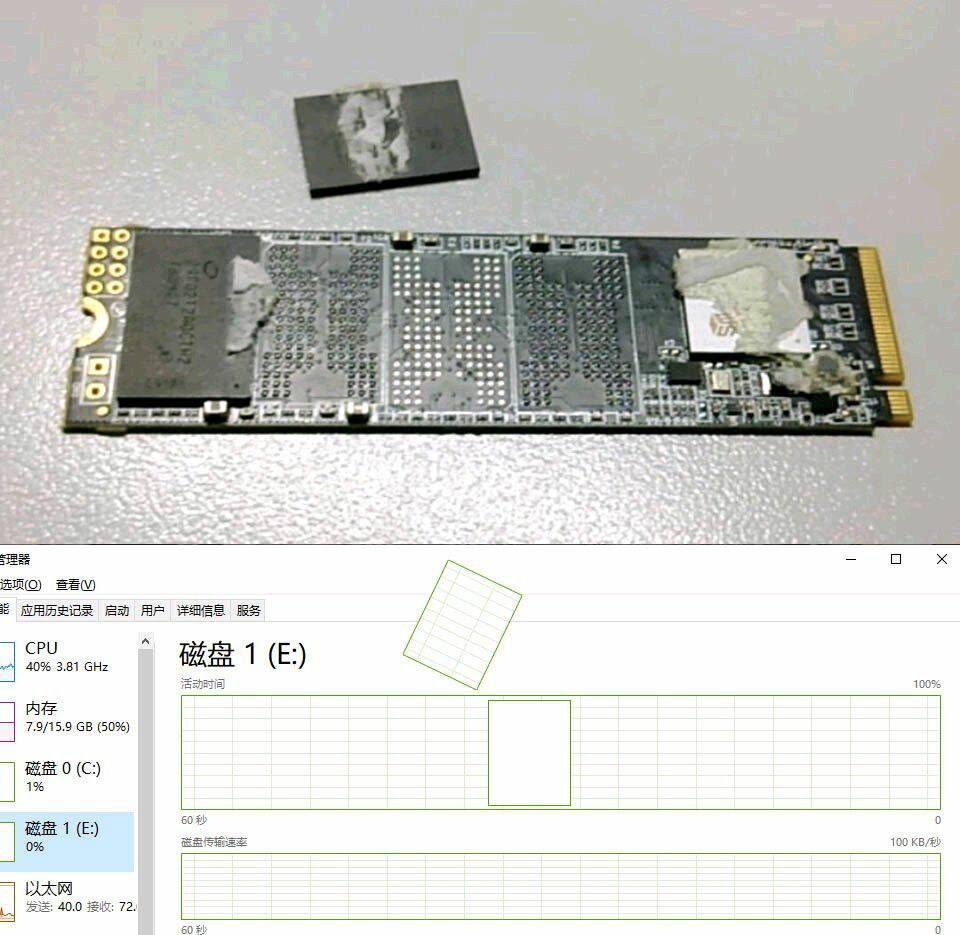 管理器
选项(O) 查看(V)
能 应用历史记录 启动 用户 详细信息 服务
CPU
40% 3.81 GHz
内存
7.9/15.9 GB (50%)
磁盘 0 (C:)
1%
磁盘 1 (E:)
0%
以太网
发送: 40.0 接收: 72.
磁盘 1 (E:)
活动时间 100%
60 秒 0
磁盘传输速率 100 KB/秒
60 秒 0